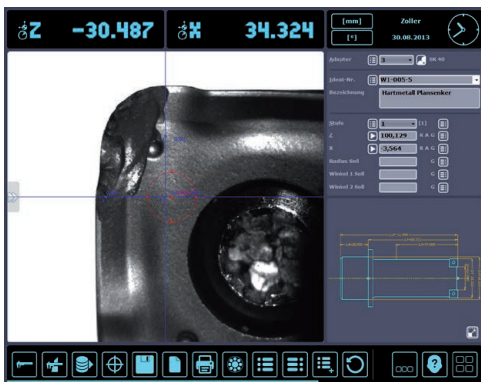 Z -30.487
X 34.324
[mm]
[°]
Zoller
30.08.2013
Adapter 3 SK 40
Ident-Nr. W1-005-S
Bezeichnung Hartmetall Plansenker
Stufe 1 [1]
Z 100,129 R A G
X -3,564 R A G
Radius Soll G
Winkel 1 Soll G
Winkel 2 Soll G